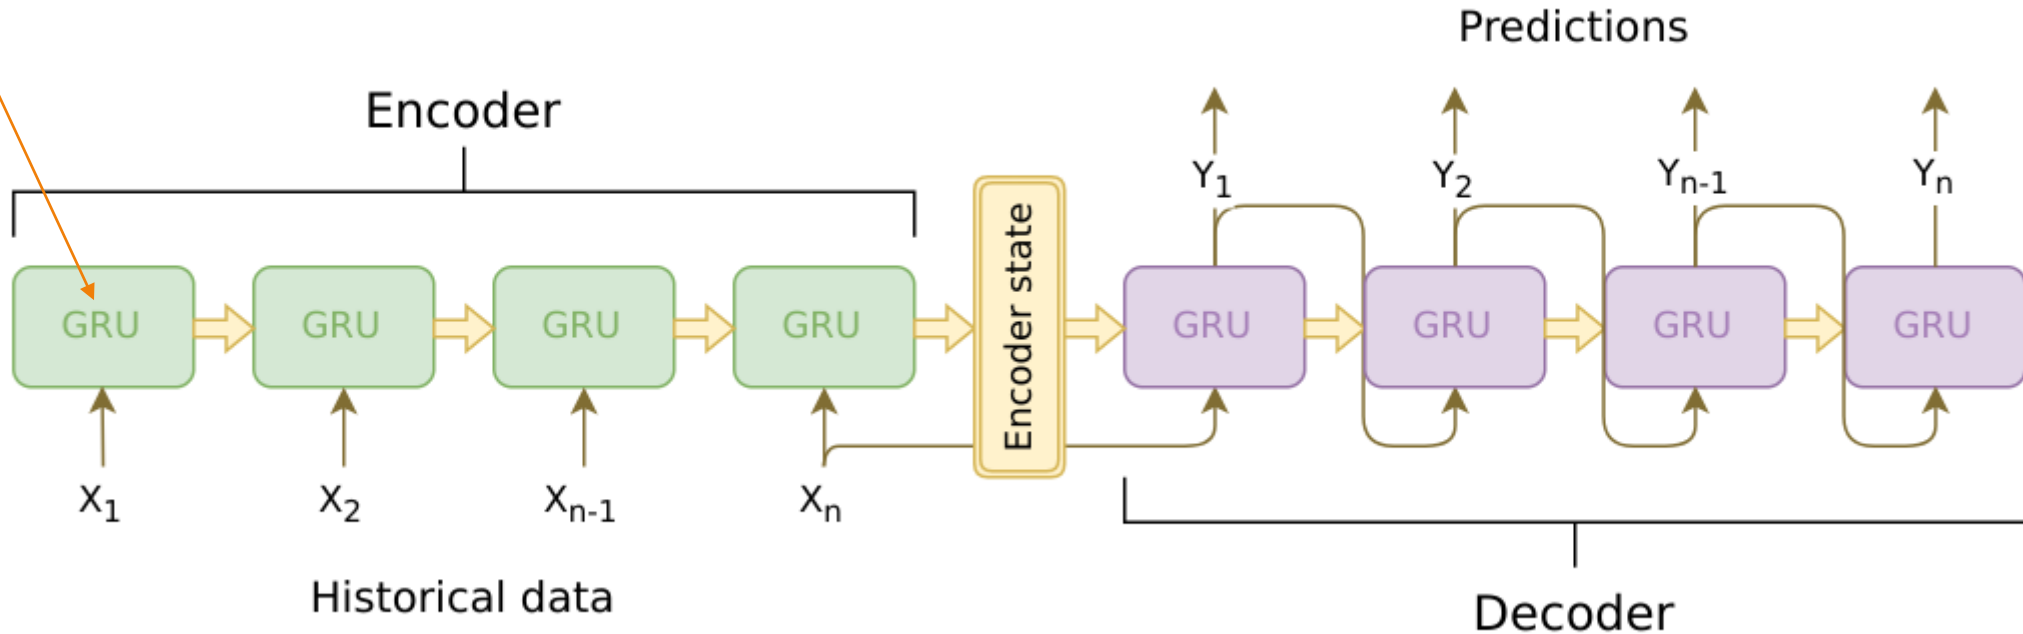 Predictions
Encoder
Y1 Y2 Yn-1 Yn
Encoder state
GRU GRU GRU GRU GRU GRU GRU GRU
X1 X2 Xn-1 Xn
Historical data
Decoder